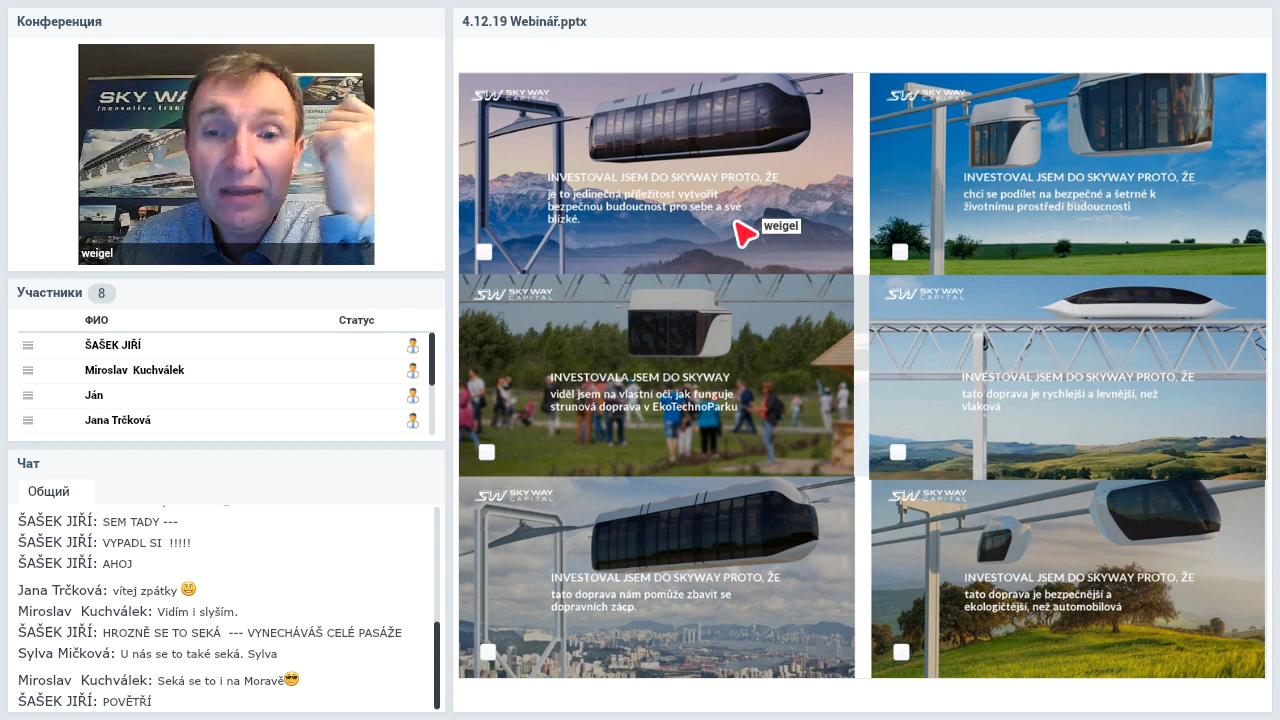 Конференция
SKY WA
weigel
Участники 8
ФИО Статус
ŠAŠEK JIŘÍ
Miroslav Kuchválek
Ján
Jana Trčková
Чат
Общий
ŠAŠEK JIŘÍ: SEM TADY ---
ŠAŠEK JIŘÍ: VYPADL SI !!!!!
ŠAŠEK JIŘÍ: AHOJ
Jana Trčková: vítej zpátky
Miroslav Kuchválek: Vidím i slyším.
ŠAŠEK JIŘÍ: HROZNĚ SE TO SEKÁ --- VYNECHÁVÁŠ CELÉ PASÁŽE
Sylva Mičková: U nás se to také seká. Sylva
Miroslav Kuchválek: Seká se to i na Moravě
ŠAŠEK JIŘÍ: POVĚTŘÍ
4.12.19 Webinář.pptx
SW SKY WAY
CAPITAL
INVESTOVAL JSEM DO SKYWAY PROTO, ŽE
je to jedinečná příležitost vytvořit
bezpečnou budoucnost pro sebe a své
blízké.
weigel
SW SKY WAY
CAPITAL
INVESTOVAL JSEM DO SKYWAY PROTO, ŽE
chci se podílet na bezpečné a šetrné k
životnímu prostředí budoucnosti
SW SKY WAY
CAPITAL
INVESTOVALA JSEM DO SKYWAY
viděl jsem na vlastní oči, jak funguje
strunová doprava v EkoTechnoParku
SW SKY WAY
CAPITAL
INVESTOVAL JSEM DO SKYWAY PROTO, ŽE
tato doprava je rychlejší a levnější, než
vlaková
SW SKY WAY
CAPITAL
INVESTOVAL JSEM DO SKYWAY PROTO, ŽE
tato doprava nám pomůže zbavit se
dopravních zácp.
SW SKY WAY
CAPITAL
INVESTOVAL JSEM DO SKYWAY PROTO, ŽE
tato doprava je bezpečnější a
ekologičtější, než automobilová